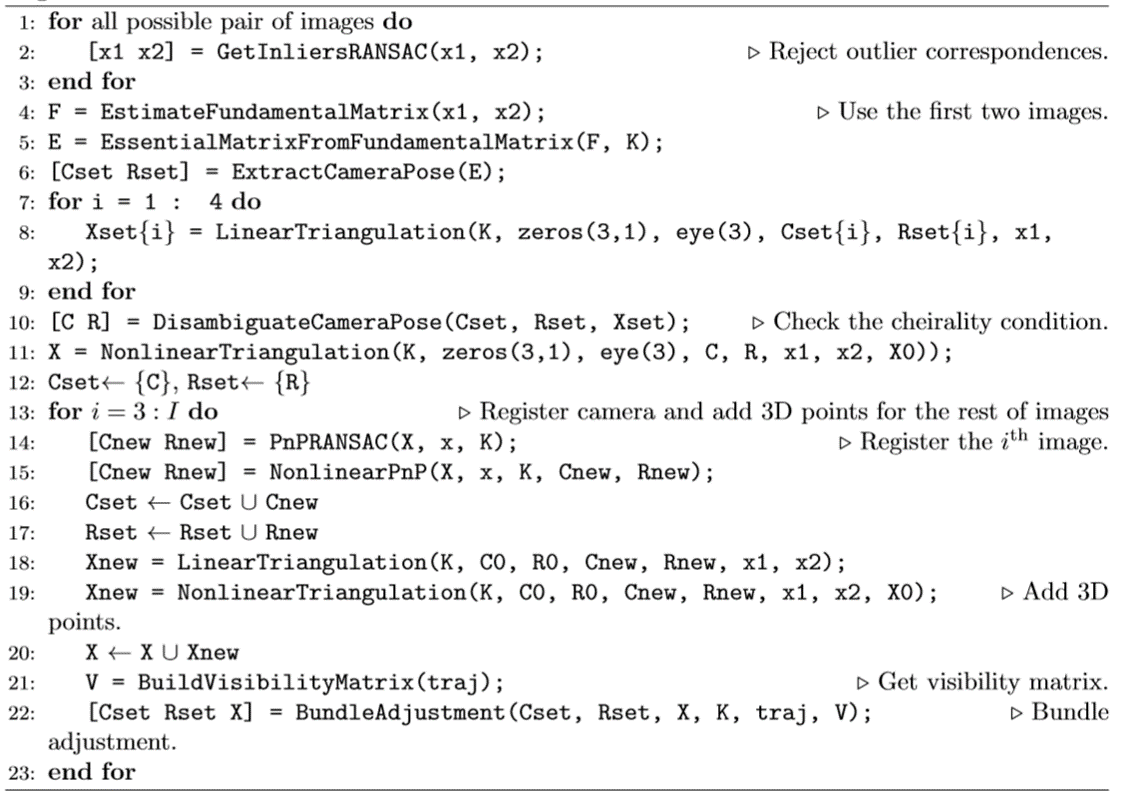 1: for all possible pair of images do
2: [x1 x2] = GetInliersRANSAC(x1, x2); ▷ Reject outlier correspondences.
3: end for
4: F = EstimateFundamentalMatrix(x1, x2); ▷ Use the first two images.
5: E = EssentialMatrixFromFundamentalMatrix(F, K);
6: [Cset Rset] = ExtractCameraPose(E);
7: for i = 1 : 4 do
8: Xset{i} = LinearTriangulation(K, zeros(3,1), eye(3), Cset{i}, Rset{i}, x1,
x2);
9: end for
10: [C R] = DisambiguateCameraPose(Cset, Rset, Xset); ▷ Check the cheirality condition.
11: X = NonlinearTriangulation(K, zeros(3,1), eye(3), C, R, x1, x2, X0));
12: Cset← {C}, Rset← {R}
13: for i = 3 : I do ▷ Register camera and add 3D points for the rest of images
14: [Cnew Rnew] = PnPRANSAC(X, x, K); ▷ Register the iᵗʰ image.
15: [Cnew Rnew] = NonlinearPnP(X, x, K, Cnew, Rnew);
16: Cset ← Cset ∪ Cnew
17: Rset ← Rset ∪ Rnew
18: Xnew = LinearTriangulation(K, C0, R0, Cnew, Rnew, x1, x2);
19: Xnew = NonlinearTriangulation(K, C0, R0, Cnew, Rnew, x1, x2, X0); ▷ Add 3D
points.
20: X ← X ∪ Xnew
21: V = BuildVisibilityMatrix(traj); ▷ Get visibility matrix.
22: [Cset Rset X] = BundleAdjustment(Cset, Rset, X, K, traj, V); ▷ Bundle
adjustment.
23: end for